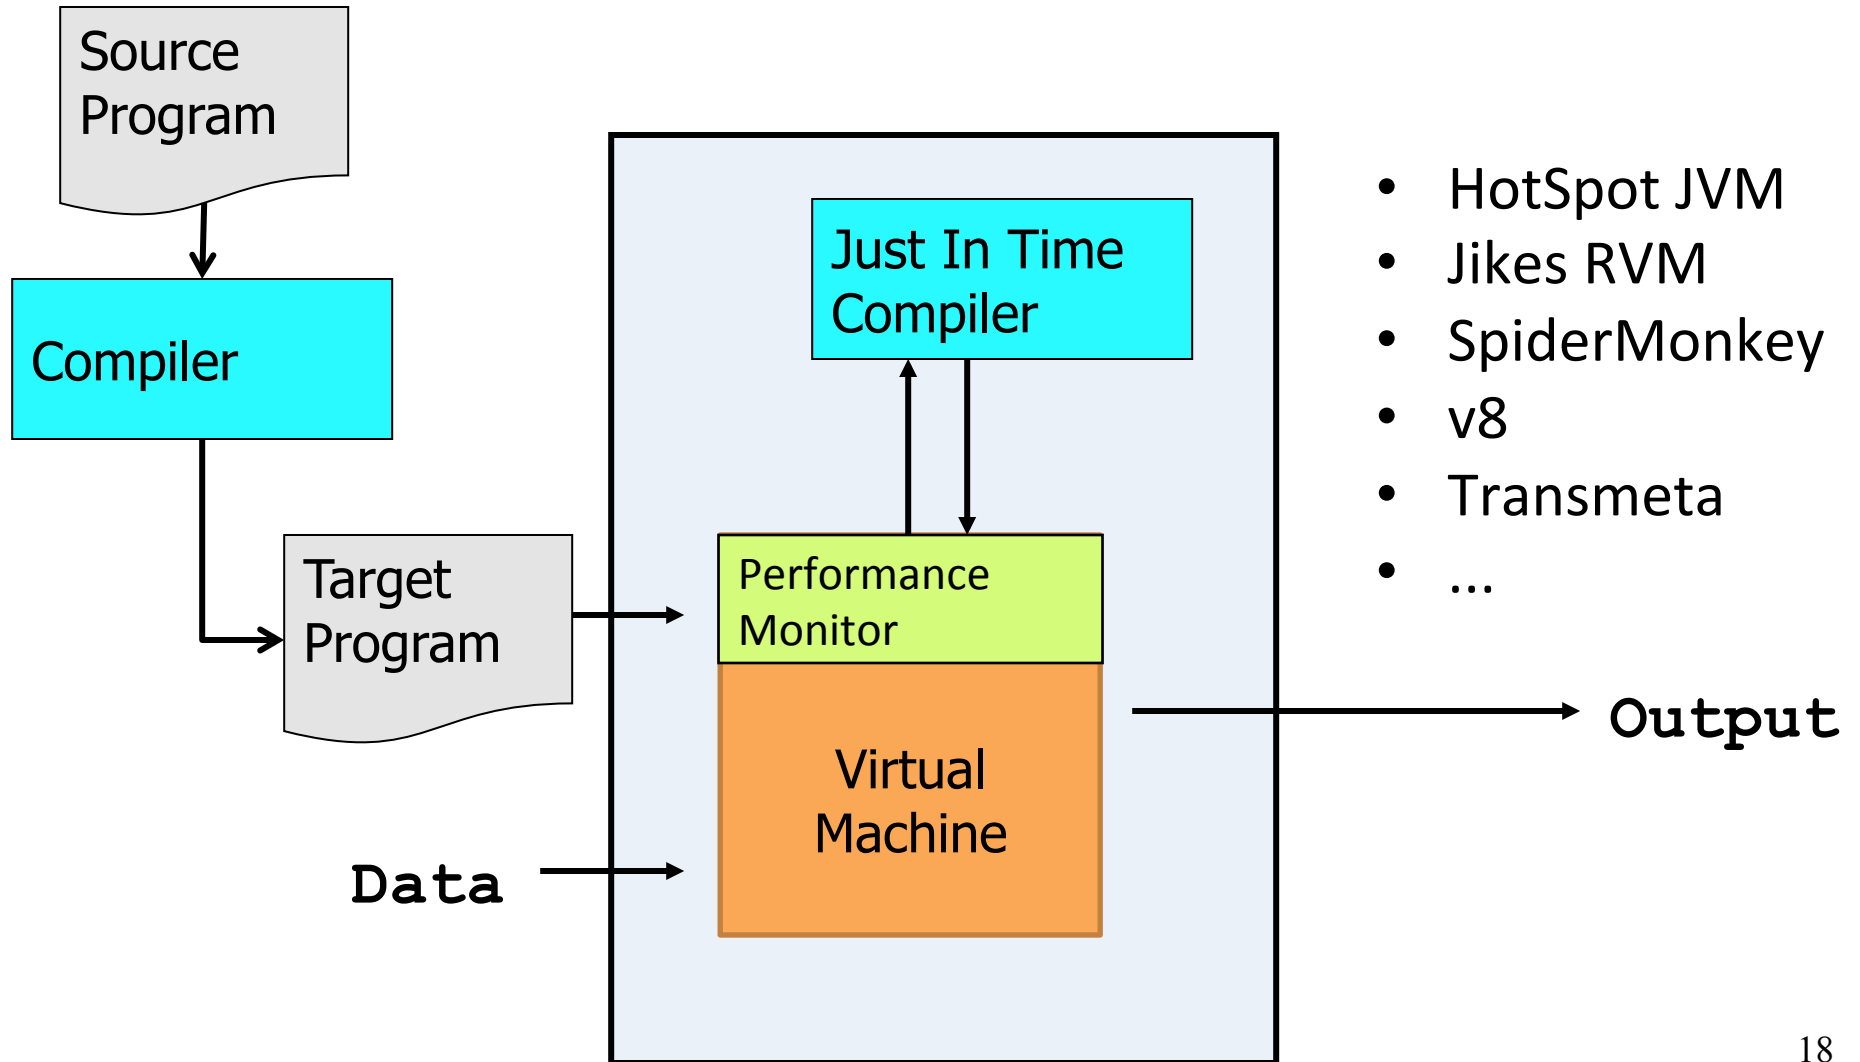 Source
Program
Compiler
Target
Program
Data
Just In Time
Compiler
Performance
Monitor
Virtual
Machine
• HotSpot JVM
• Jikes RVM
• SpiderMonkey
• v8
• Transmeta
• ...
Output
18